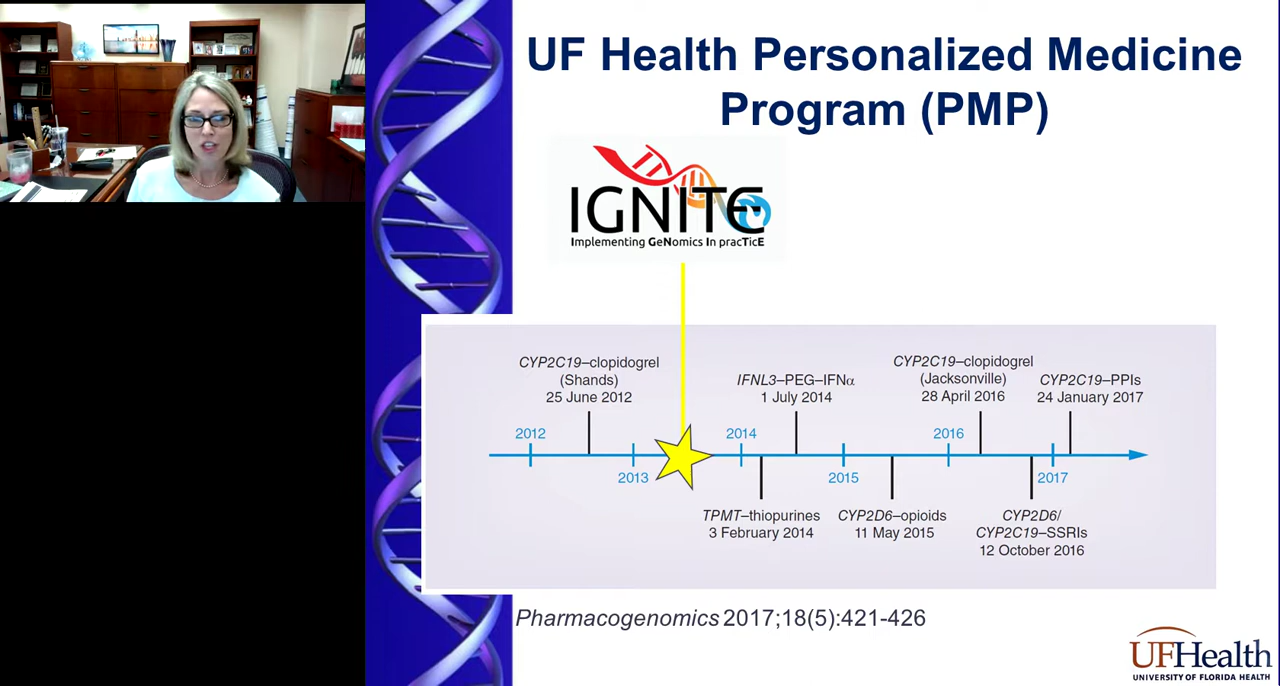 UF Health Personalized Medicine
Program (PMP)
IGNITE
Implementing GeNomics In pracTicE
CYP2C19–clopidogrel
(Shands)
25 June 2012
IFNL3–PEG–IFNα
1 July 2014
CYP2C19–clopidogrel
(Jacksonville)
28 April 2016
CYP2C19–PPIs
24 January 2017
2012
2013
2014
2015
2016
2017
TPMT–thiopurines
3 February 2014
CYP2D6–opioids
11 May 2015
CYP2D6/
CYP2C19–SSRIs
12 October 2016
Pharmacogenomics 2017;18(5):421-426
UFHealth
UNIVERSITY OF FLORIDA HEALTH